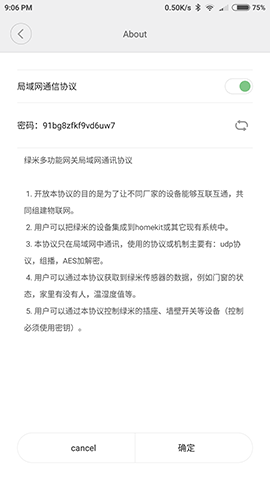 9:06 PM 0.50K/s 75%
About
局域网通信协议
密码：91bg8zfkf9vd6uw7
绿米多功能网关局域网通讯协议
1. 开放本协议的目的是为了让不同厂家的设备能够互联互通，共
同组建物联网。
2. 用户可以把绿米的设备集成到homekit或其它现有系统中。
3. 本协议只在局域网中通讯，使用的协议或机制主要有：udp协
议，组播，AES加解密。
4. 用户可以通过本协议获取到绿米传感器的数据，例如门窗的状
态，家里有没有人，温湿度值等。
5. 用户可以通过本协议控制绿米的插座、墙壁开关等设备（控制
必须使用密钥）。
cancel 确定